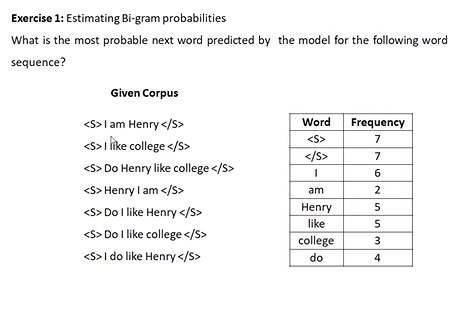 Exercise 1: Estimating Bi-gram probabilities
What is the most probable next word predicted by the model for the following word
sequence?
Given Corpus
<S> I am Henry </S>
<S> I like college </S>
<S> Do Henry like college </S>
<S> Henry I am </S>
<S> Do I like Henry </S>
<S> Do I like college </S>
<S> I do like Henry </S>
Word Frequency
<S> 7
</S> 7
I 6
am 2
Henry 5
like 5
college 3
do 4